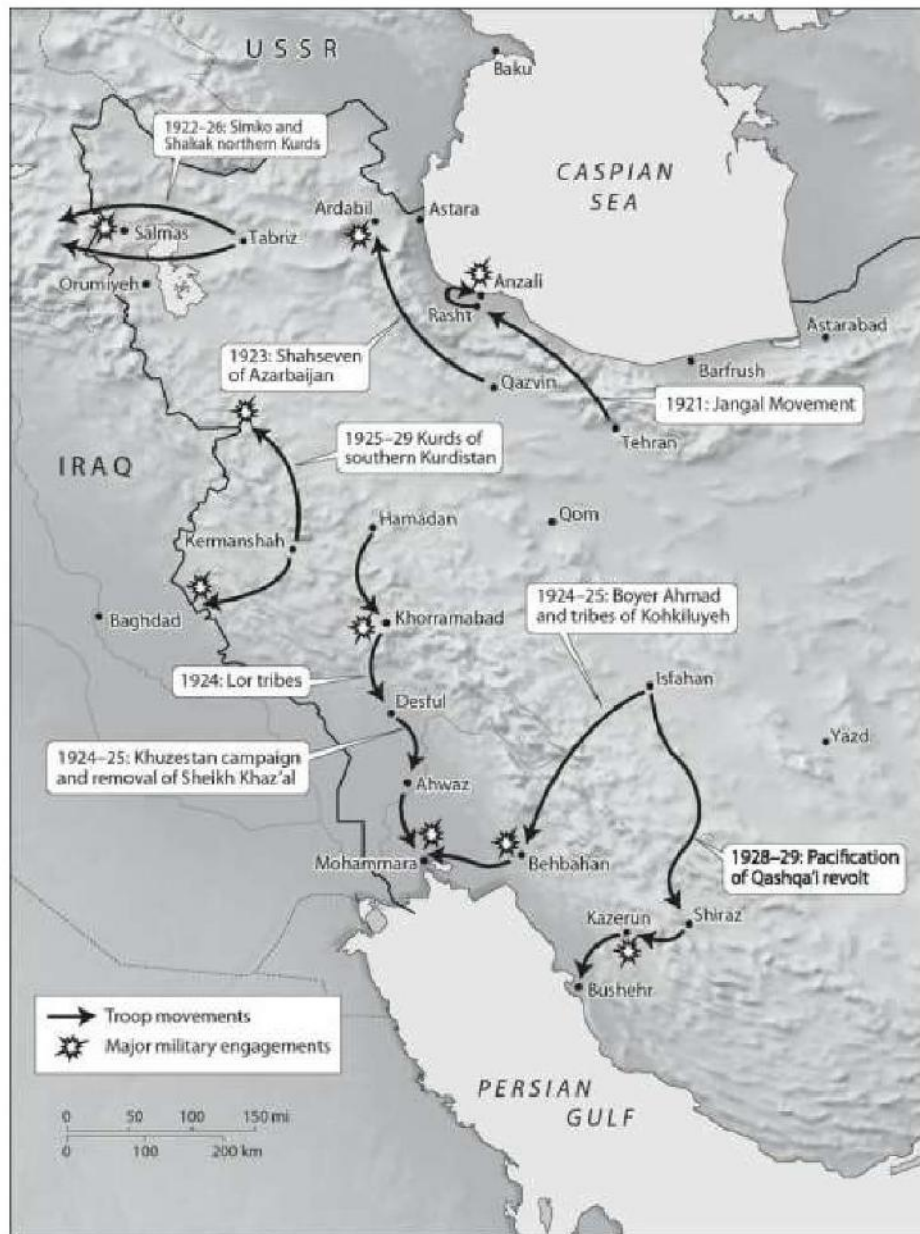 USSR
Baku
1922–26: Simko and
Shakak northern Kurds
CASPIAN
SEA
Ardabil
Astara
Salmas
Tabriz
Anzali
Orumiyeh
Rasht
Astarabad
1923: Shahseven
of Azarbaijan
Barfrush
Qazvin
1921: Jangal Movement
Tehran
1925–29 Kurds of
southern Kurdistan
IRAQ
Hamadan
Qom
Kermanshah
1924–25: Boyer Ahmad
and tribes of Kohkiluyeh
Baghdad
Khorramabad
1924: Lor tribes
Isfahan
Desful
Yazd
1924–25: Khuzestan campaign
and removal of Sheikh Khaz'al
Ahwaz
Mohammara
Behbahan
1928–29: Pacification
of Qashqa'i revolt
Kazerun
Shiraz
Bushehr
Troop movements
Major military engagements
PERSIAN
GULF
0 50 100 150 mi
0 100 200 km